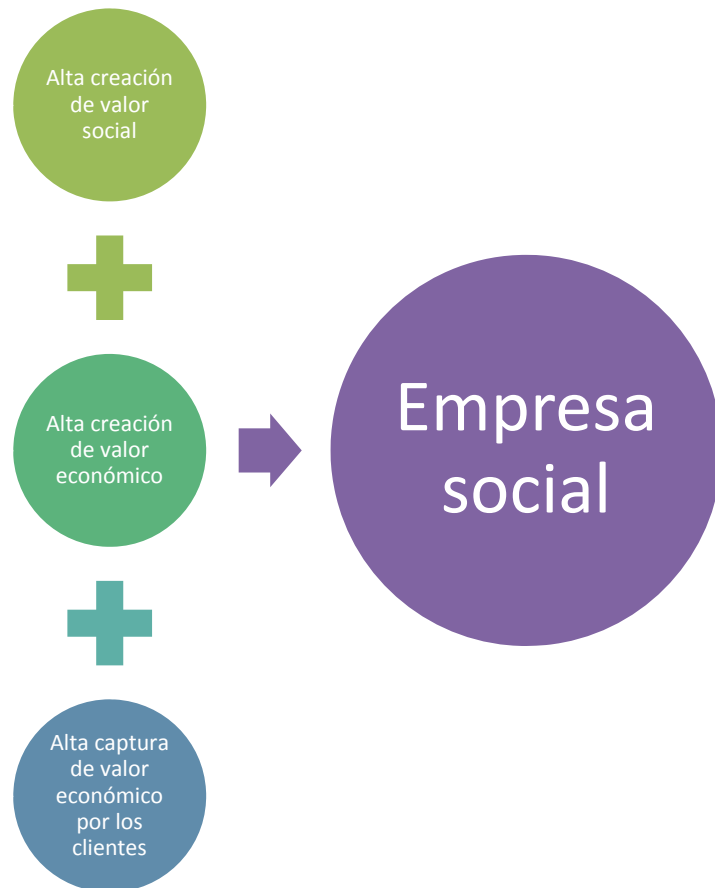 Alta creación
de valor
social
Alta creación
de valor
económico
Alta captura
de valor
económico
por los
clientes
Empresa
social